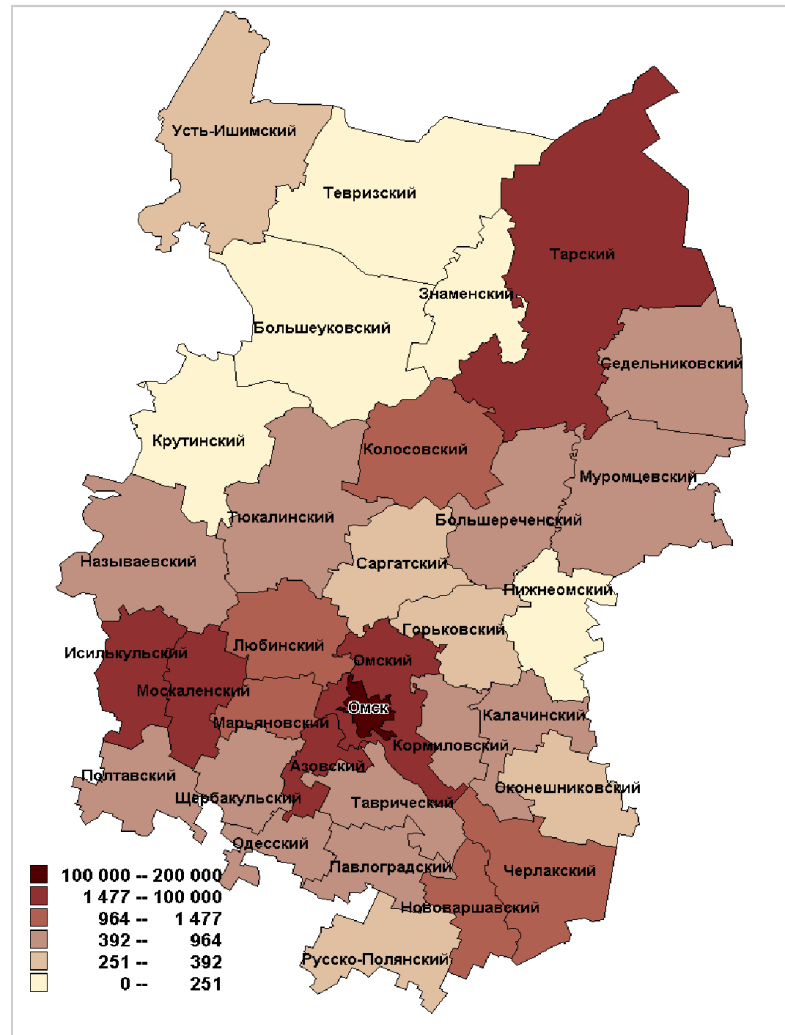 Усть-Ишимский
Тевризский
Тарский
Знаменский
Большеуковский
Седельниковский
Крутинский
Колосовский
Муромцевский
Тюкалинский
Большереченский
Называевский
Саргатский
Нижнеомский
Горьковский
Любинский
Исилькульский
Омский
Москаленский
Омск
Калачинский
Марьяновский
Кормиловский
Азовский
Полтавский
Оконешниковский
Щербакульский
Таврический
Одесский
Павлоградский
Черлакский
Нововаршавский
Русско-Полянский
100 000 -- 200 000
1 477 -- 100 000
964 -- 1 477
392 -- 964
251 -- 392
0 -- 251